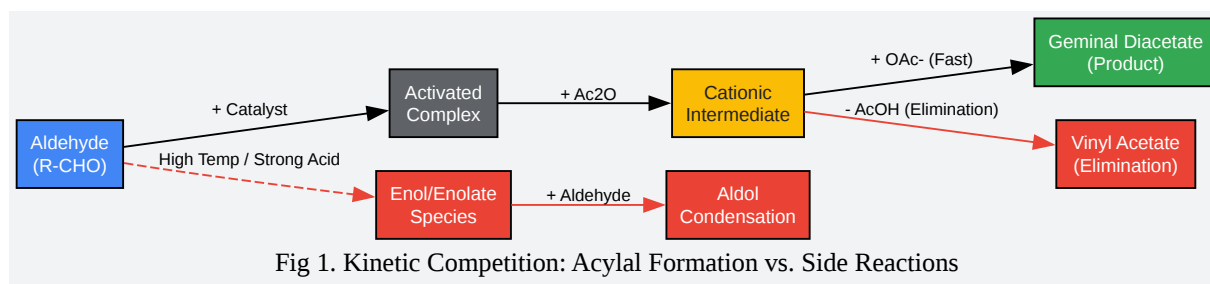 Aldehyde
(R-CHO)
+ Catalyst
High Temp / Strong Acid
Activated
Complex
+ Ac2O
Cationic
Intermediate
+ OAc- (Fast)
- AcOH (Elimination)
Geminal Diacetate
(Product)
Vinyl Acetate
(Elimination)
Enol/Enolate
Species
+ Aldehyde
Aldol
Condensation
Fig 1. Kinetic Competition: Acylal Formation vs. Side Reactions